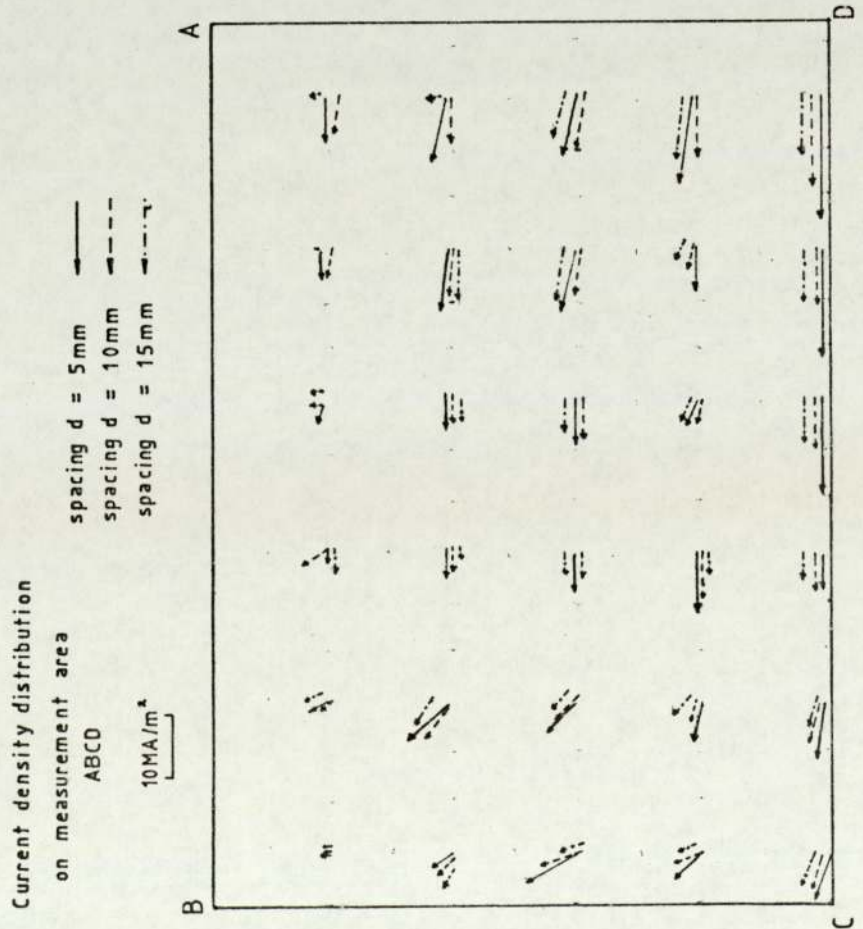 Current density distribution
on measurement area
ABCD
10MA/m²
spacing d = 5mm
spacing d = 10mm
spacing d = 15mm
A
B
C
D